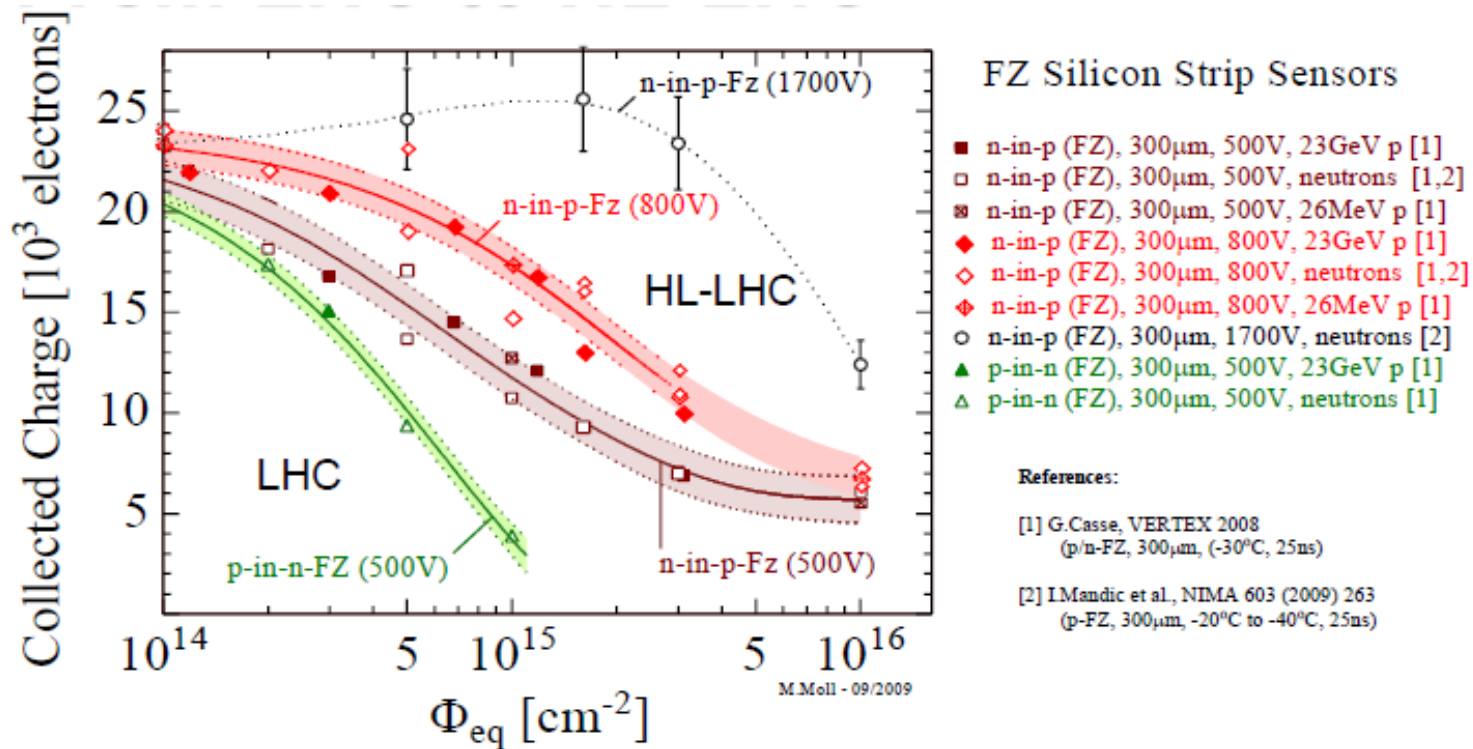 Collected Charge [10³ electrons]
25
20
15
10
5
10¹⁴
5
10¹⁵
5
10¹⁶
Φeq [cm⁻²]
M.Moll - 09/2009
n-in-p-Fz (1700V)
n-in-p-Fz (800V)
HL-LHC
LHC
p-in-n-FZ (500V)
n-in-p-Fz (500V)
FZ Silicon Strip Sensors
n-in-p (FZ), 300μm, 500V, 23GeV p [1]
n-in-p (FZ), 300μm, 500V, neutrons [1,2]
n-in-p (FZ), 300μm, 500V, 26MeV p [1]
n-in-p (FZ), 300μm, 800V, 23GeV p [1]
n-in-p (FZ), 300μm, 800V, neutrons [1,2]
n-in-p (FZ), 300μm, 800V, 26MeV p [1]
n-in-p (FZ), 300μm, 1700V, neutrons [2]
p-in-n (FZ), 300μm, 500V, 23GeV p [1]
p-in-n (FZ), 300μm, 500V, neutrons [1]
References:
[1] G.Casse, VERTEX 2008
(p/n-FZ, 300μm, (-30°C, 25ns)
[2] I.Mandic et al., NIMA 603 (2009) 263
(p-FZ, 300μm, -20°C to -40°C, 25ns)